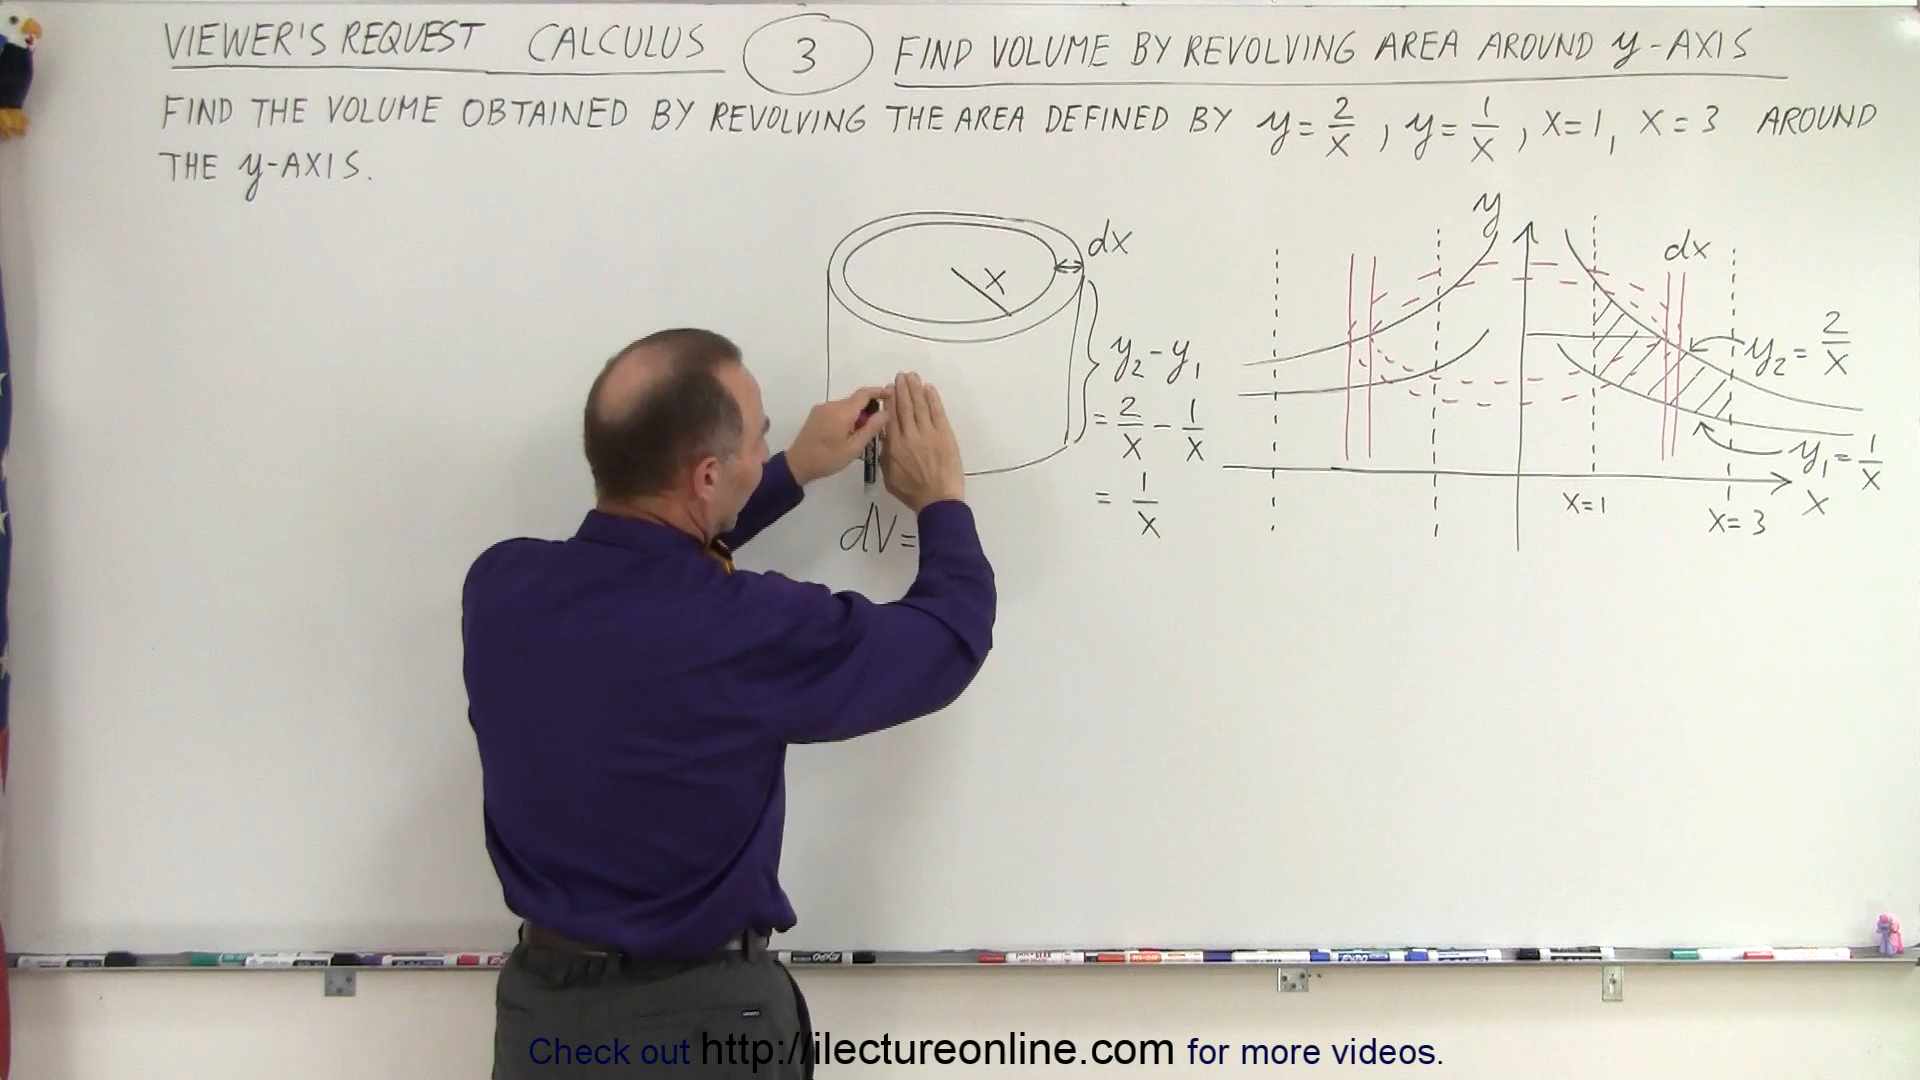 VIEWER'S REQUEST CALCULUS 3 FIND VOLUME BY REVOLVING AREA AROUND y-AXIS
FIND THE VOLUME OBTAINED BY REVOLVING THE AREA DEFINED BY y = 2/x , y = 1/x , x=1, x = 3 AROUND
THE y-AXIS.
dx
x
y₂ - y₁
= 2/x - 1/x
= 1/x
dV=
y
dx
y₂ = 2/x
y₁ = 1/x
x
x=1
x=3
Check out http://ilectureonline.com for more videos.